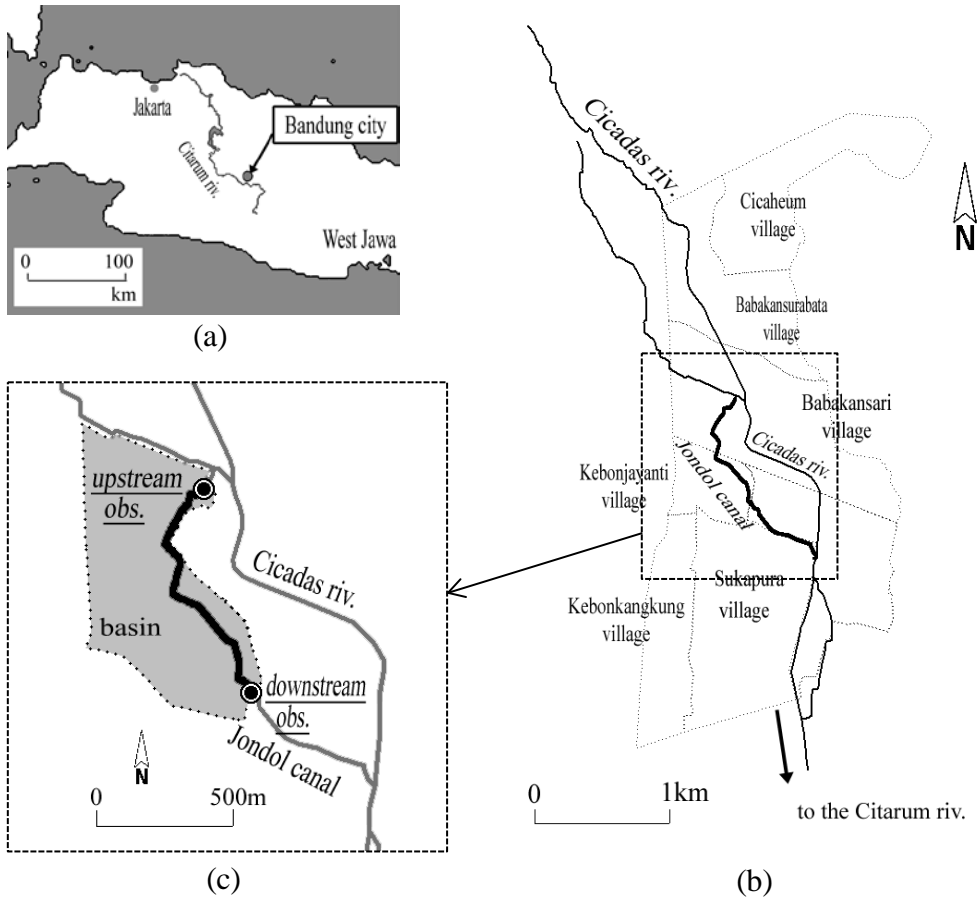 Jakarta
Bandung city
Citarum riv.
West Jawa
0 100
km
(a)
Cicadas riv.
N
Cicaheum
village
Babakansurabata
village
Babakansari
village
Cicadas riv.
Kebonjayanti
village
Jondol canal
Sukapura
village
Kebonkangkung
village
0 1km
to the Citarum riv.
(b)
upstream
obs.
Cicadas riv.
basin
downstream
obs.
Jondol canal
N
0 500m
(c)